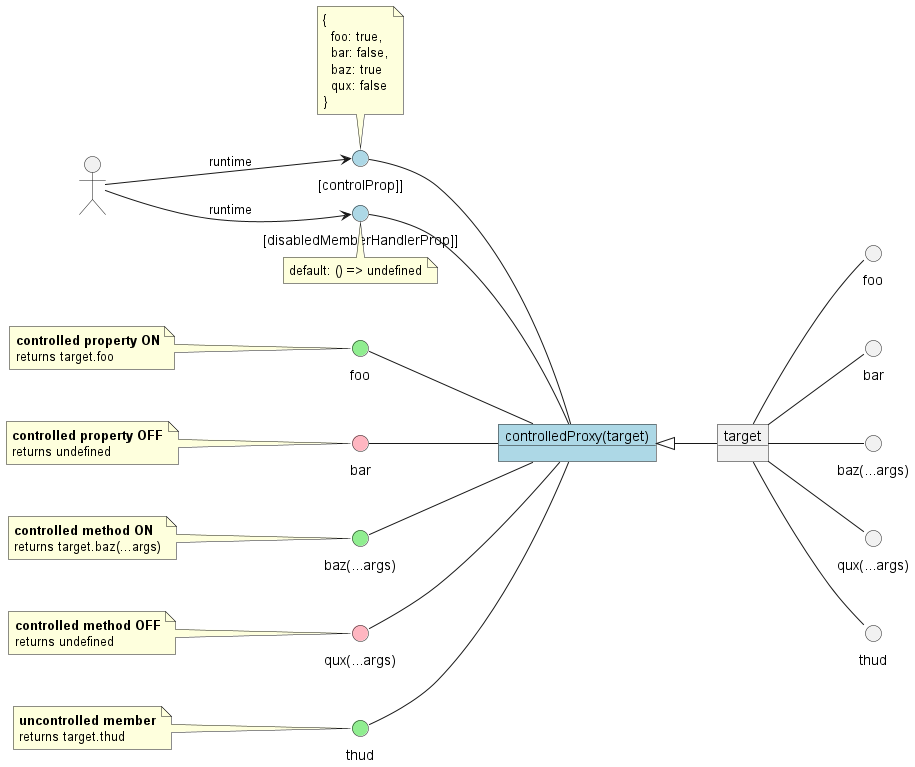 {
foo: true,
bar: false,
baz: true
qux: false
}
runtime
[controlProp]]
runtime
[disabledMemberHandlerProp]]
default: () => undefined
foo
controlled property ON
returns target.foo
foo
bar
controlled property OFF
returns undefined
bar
controlledProxy(target)
target
baz(...args)
controlled method ON
returns target.baz(...args)
baz(...args)
qux(...args)
controlled method OFF
returns undefined
qux(...args)
thud
uncontrolled member
returns target.thud
thud